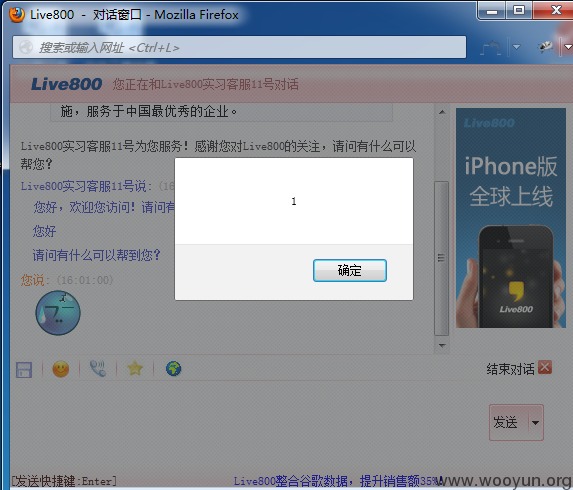 Live800 - 对话窗口 - Mozilla Firefox
搜索或输入网址 <Ctrl+L>
Live800 您正在和Live800实习客服11号对话
施，服务于中国最优秀的企业。
Live800实习客服11号为您服务！感谢您对Live800的关注，请问有什么可以
帮您？
Live800实习客服11号说: (16
您好，欢迎您访问！请问有
您好
请问有什么可以帮到您？
您说: (16:01:00)
1
确定
Live800
iPhone版
全球上线
Live800
结束对话
发送
[发送快捷键:Enter]
Live800整合谷歌数据，提升销售额35%!
www.wooyun.org